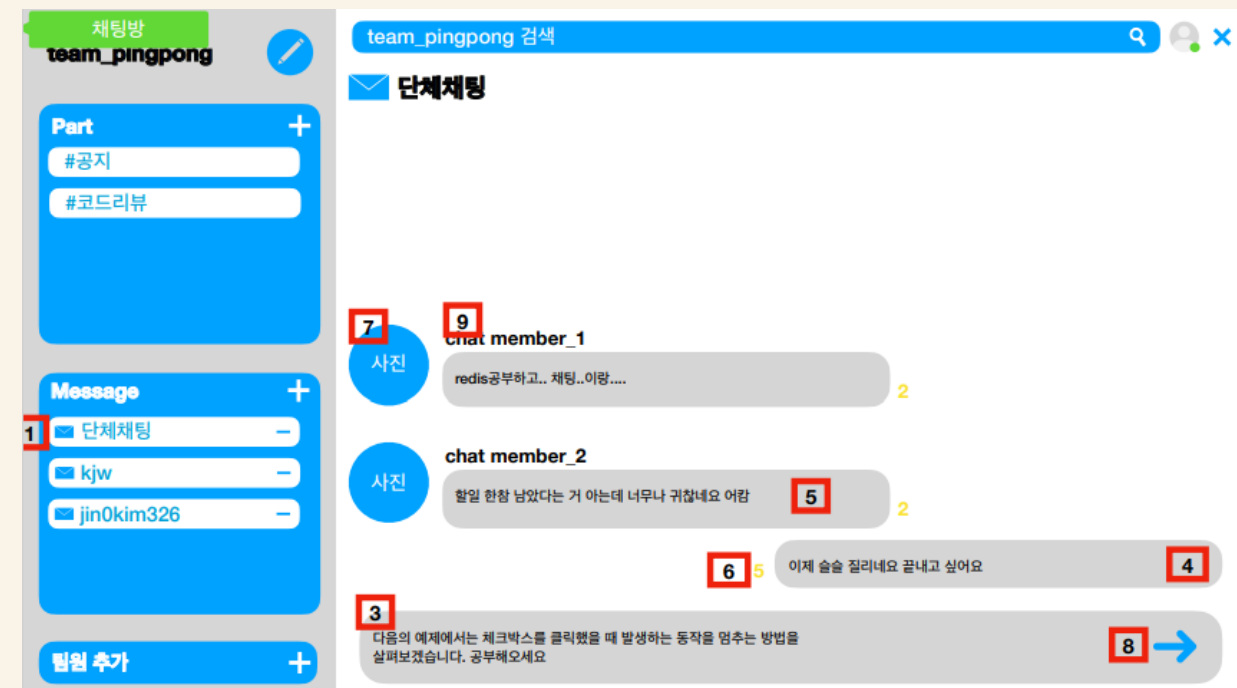 채팅방
team_pingpong
Part
#공지
#코드리뷰
Message
1
단체채팅
kjw
jin0kim326
팀원 추가
team_pingpong 검색
단체채팅
7
사진
9
chat member_1
redis공부하고.. 채팅..이랑....
2
사진
chat member_2
할일 한참 남았다는 거 아는데 너무나 귀찮네요 어캄
5
2
6
5
이제 슬슬 질리네요 끝내고 싶어요
4
3
다음의 예제에서는 체크박스를 클릭했을 때 발생하는 동작을 멈추는 방법을
살펴보겠습니다. 공부해오세요
8